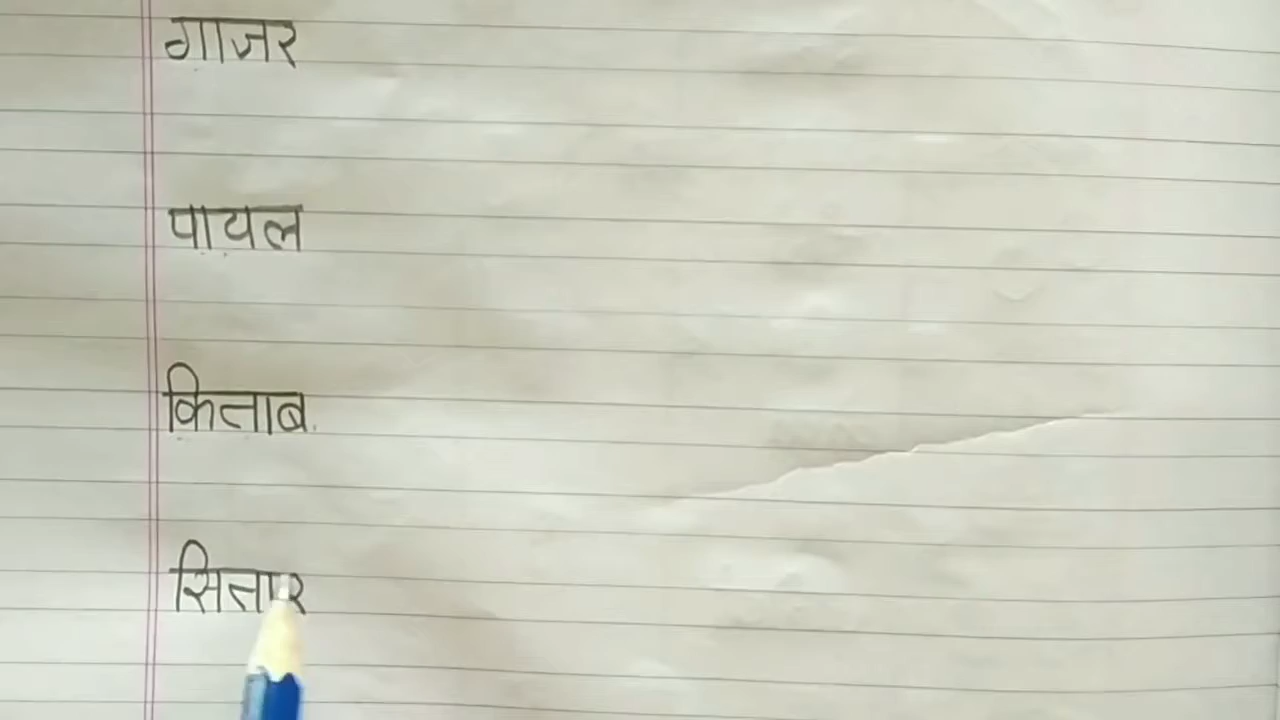 गाजर
पायल
किताब
सितार